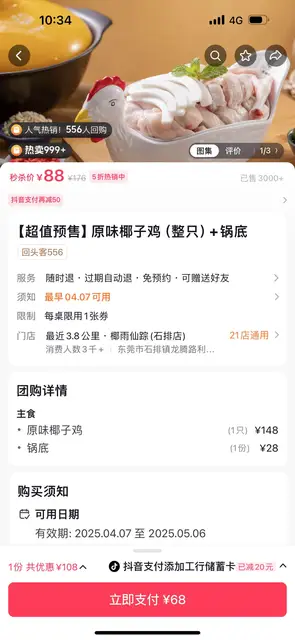 10:34
4G
人气热销！556人回购
热卖999+
图集 评价 1/3
秒杀价¥88 ¥176 5折热销中 已售 3000+
抖音支付再减50
【超值预售】原味椰子鸡（整只）+锅底
回头客556
服务 随时退 · 过期自动退 · 免预约 · 可赠送好友
须知 最早04.07可用
限制 每桌限用1张券
门店 最近3.8公里 · 椰雨仙踪(石排店) 21店通用
消费人数3千+ 东莞市石排镇龙腾路利...
团购详情
主食
· 原味椰子鸡 (1只) ¥148
· 锅底 (1份) ¥28
购买须知
可用日期
有效期: 2025.04.07 至 2025.05.06
1份 共优惠¥108 抖音支付添加工行储蓄卡 已减20元
立即支付 ¥68